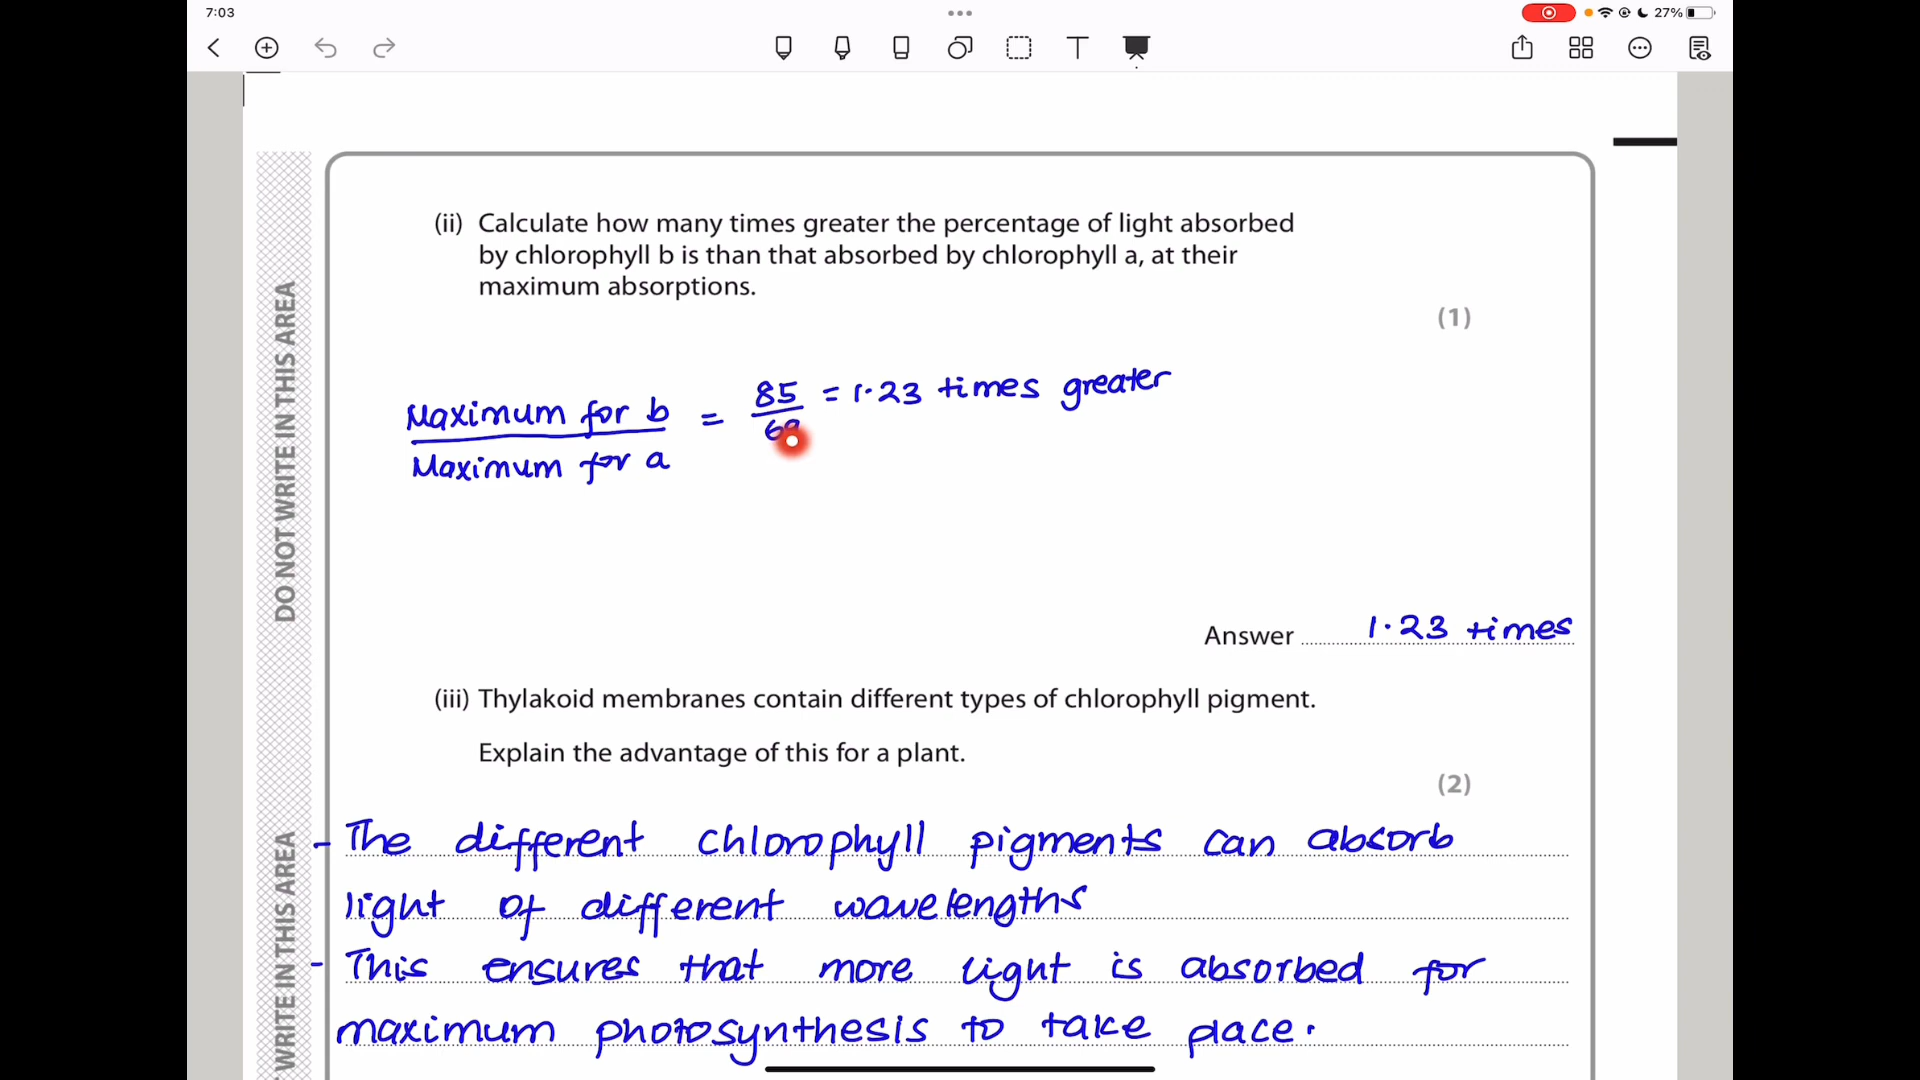 7:03
27%
(ii) Calculate how many times greater the percentage of light absorbed
by chlorophyll b is than that absorbed by chlorophyll a, at their
maximum absorptions.
(1)
Maximum for b = 85 = 1.23 times greater
Maximum for a
Answer 1.23 times
(iii) Thylakoid membranes contain different types of chlorophyll pigment.
Explain the advantage of this for a plant.
(2)
- The different chlorophyll pigments can absorb
light of different wavelengths
- This ensures that more light is absorbed for
maximum photosynthesis to take place.
DO NOT WRITE IN THIS AREA
WRITE IN THIS AREA